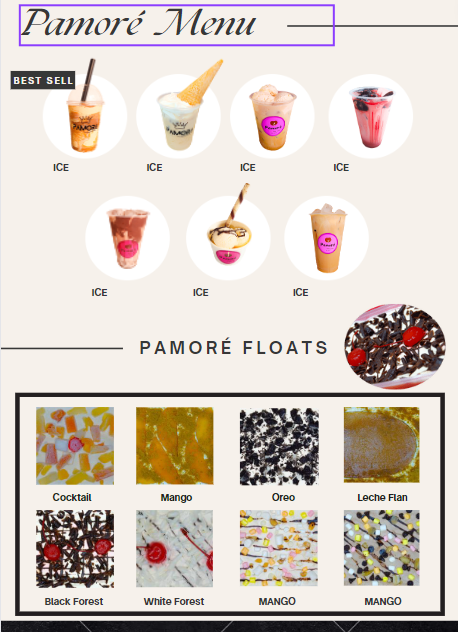 Pamoré Menu
BEST SELL
ICE ICE ICE ICE
ICE ICE ICE
PAMORÉ FLOATS
Cocktail Mango Oreo Leche Flan
Black Forest White Forest MANGO MANGO